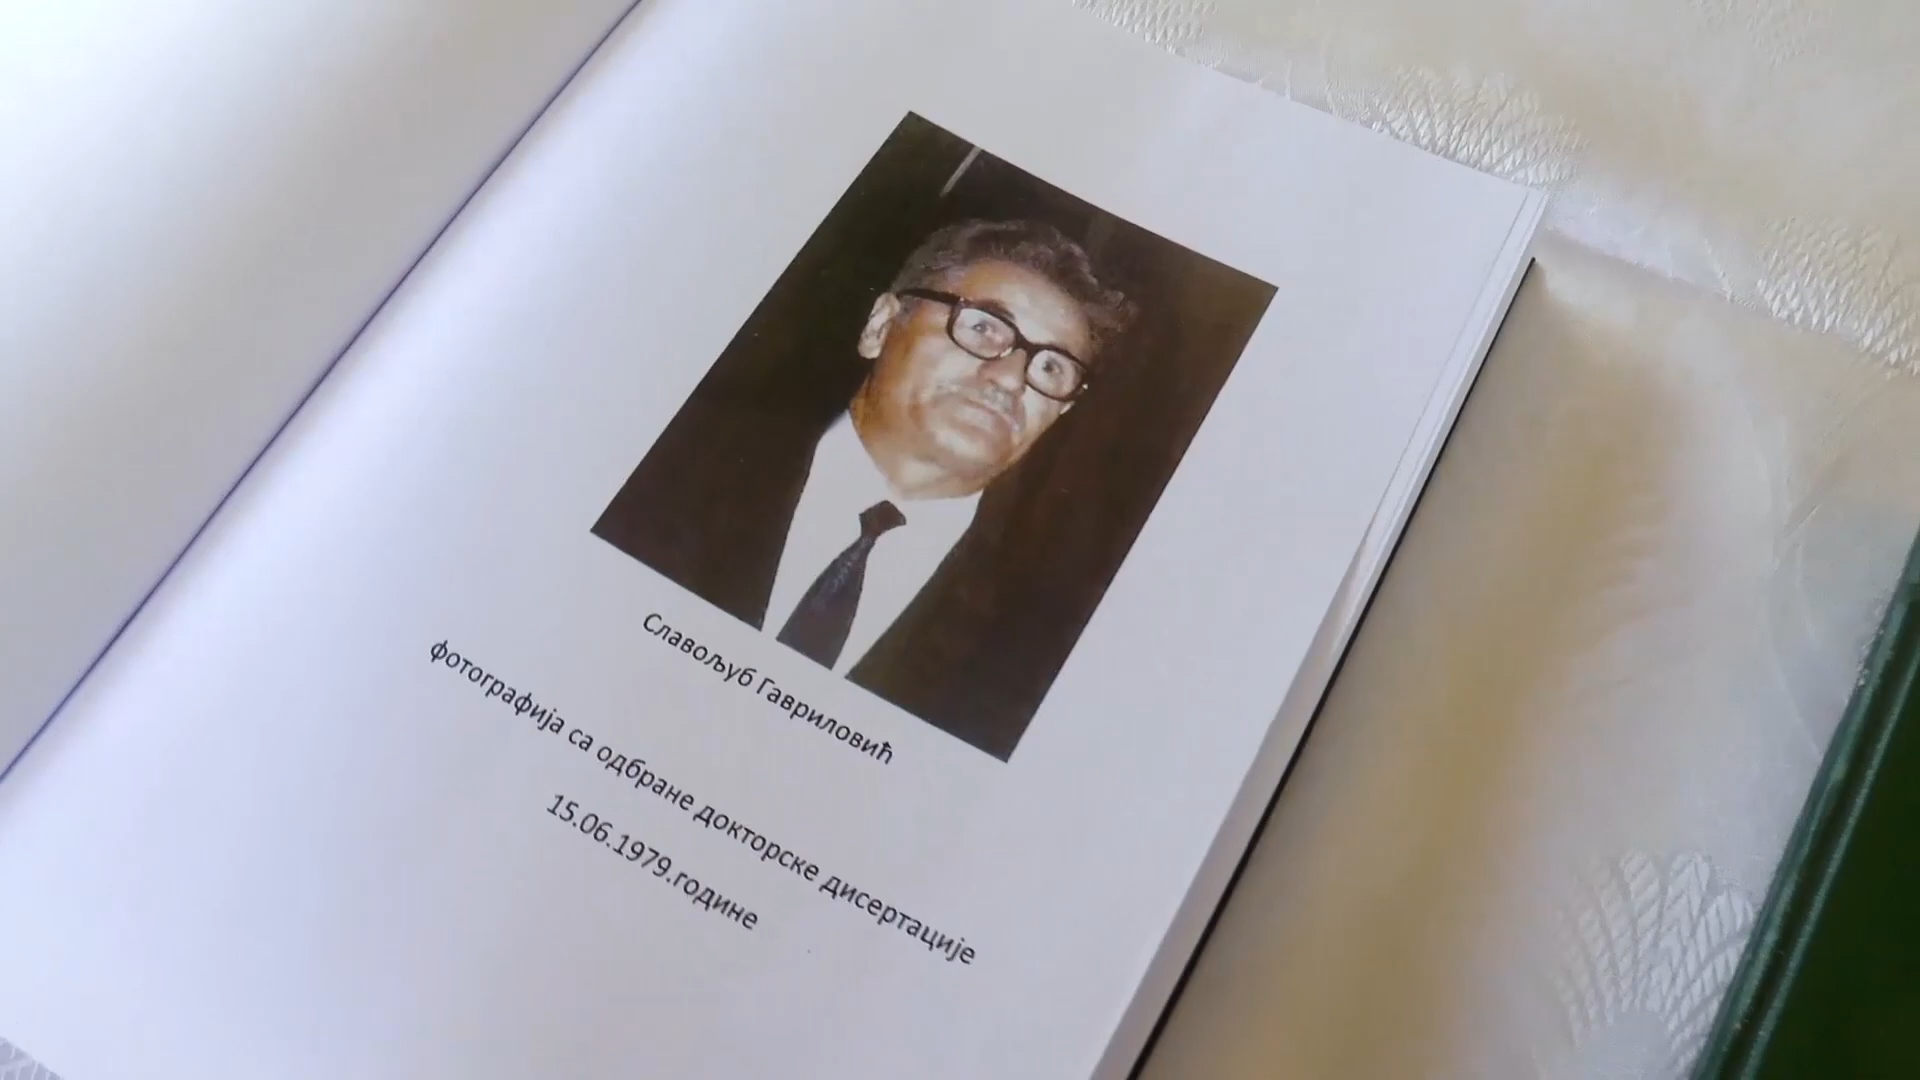 Славољуб Гавриловић
фотографија са одбране докторске дисертације
15.06.1979.године